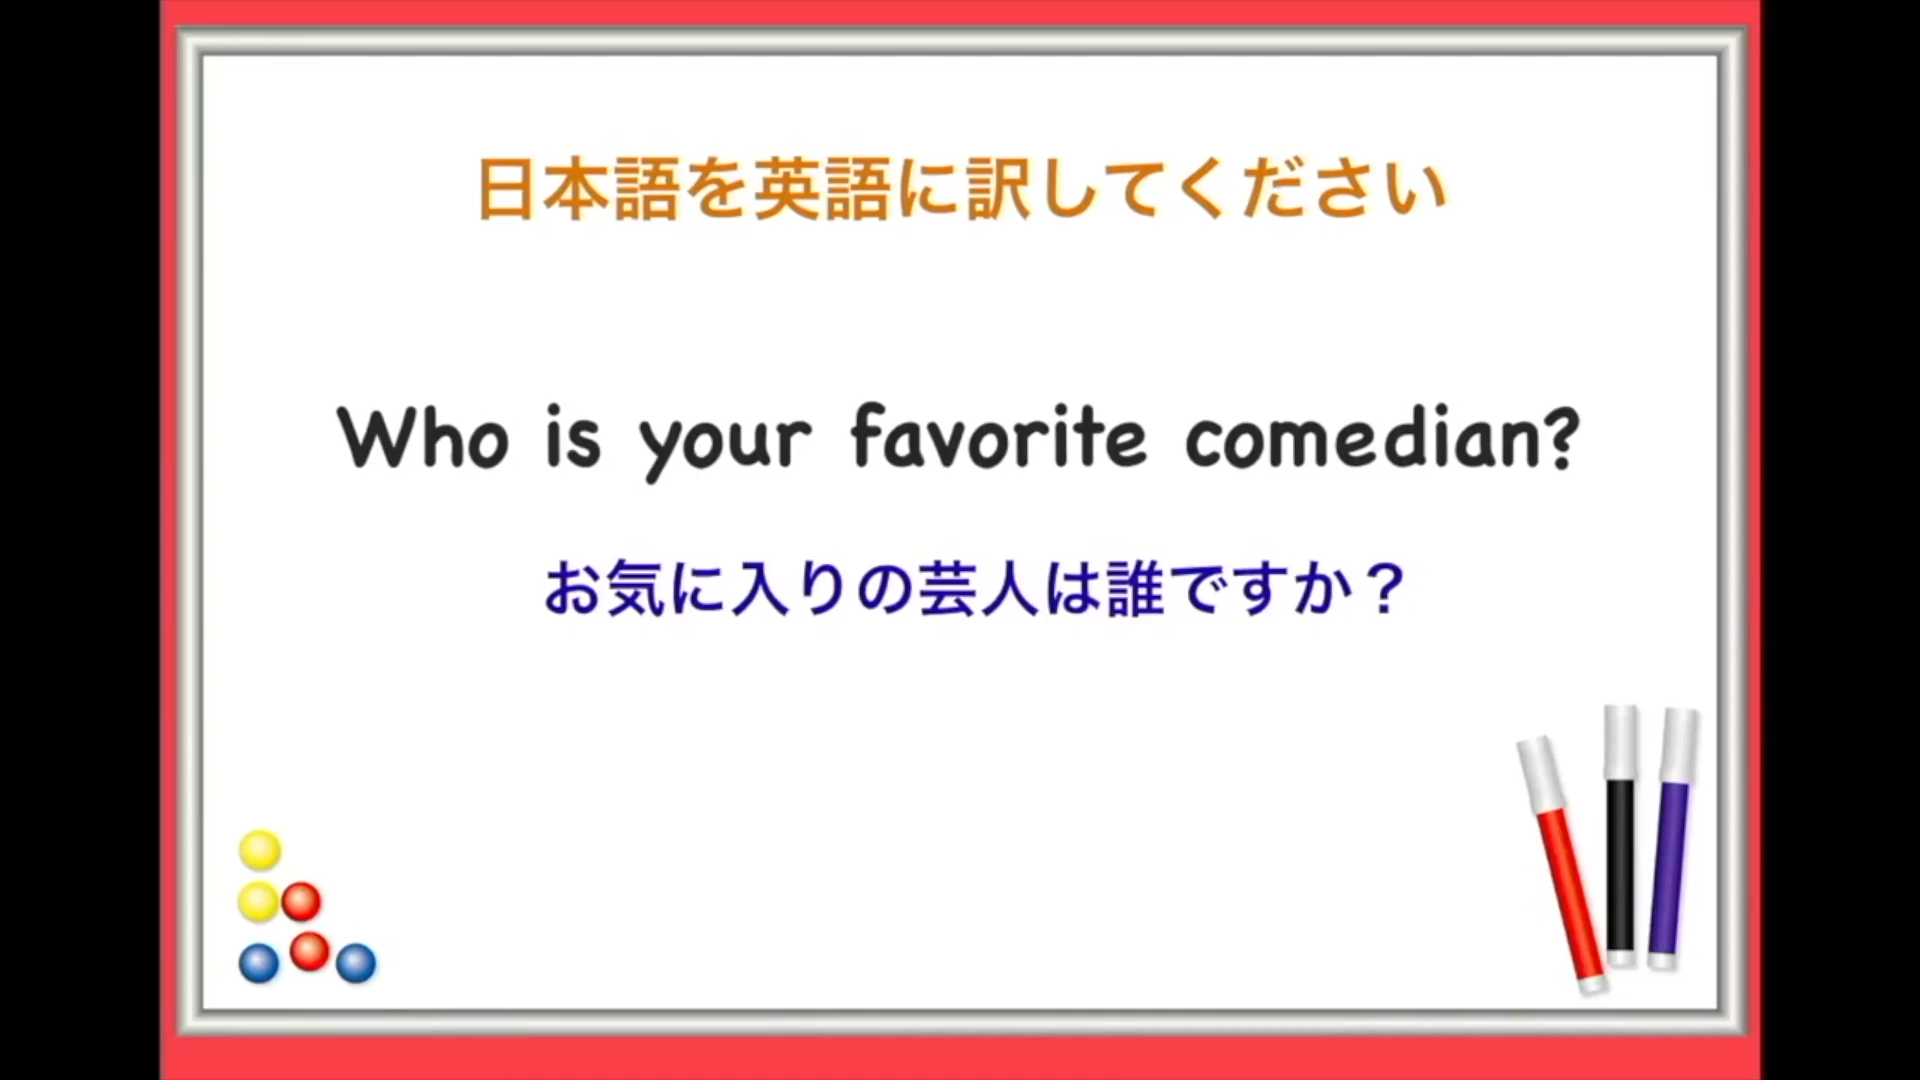 日本語を英語に訳してください
Who is your favorite comedian?
お気に入りの芸人は誰ですか？